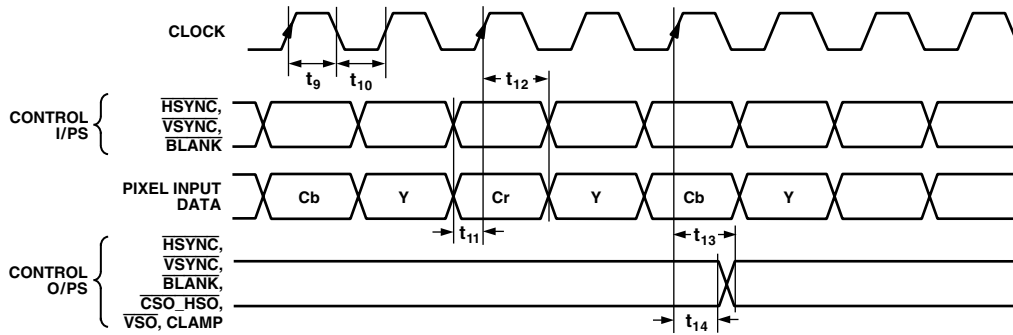 CLOCK
t9
t10
t12
CONTROL
I/PS
HSYNC,
VSYNC,
BLANK
PIXEL INPUT
DATA
Cb
Y
Cr
Y
Cb
Y
t11
t13
CONTROL
O/PS
HSYNC,
VSYNC,
BLANK,
CSO_HSO,
VSO, CLAMP
t14